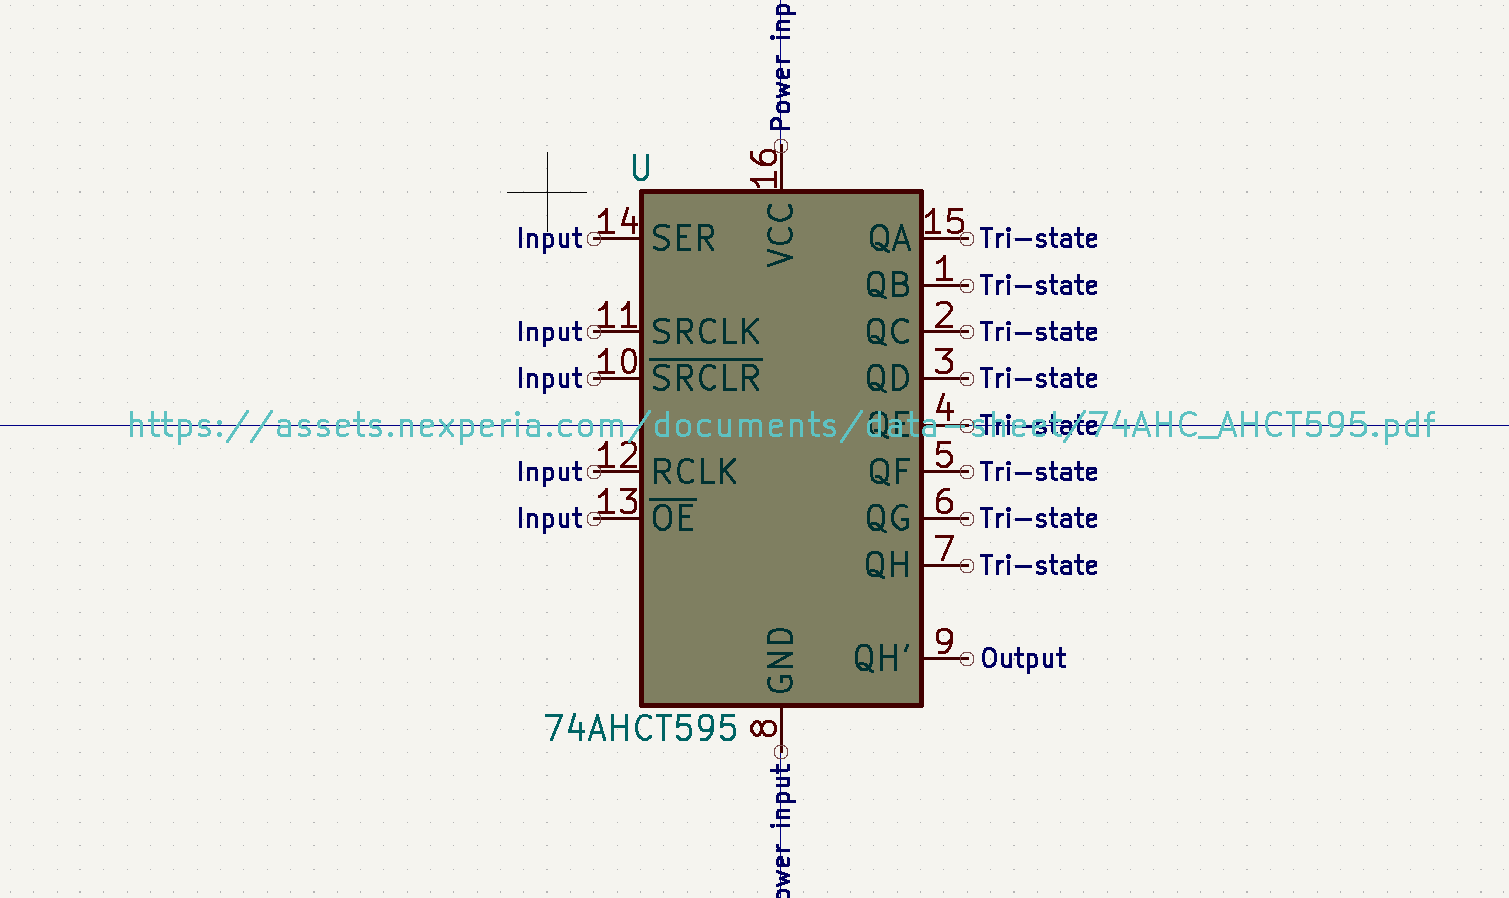 Power inp
16
U
VCC
Input 14 SER
QA 15 Tri-state
QB 1 Tri-state
Input 11 SRCLK
QC 2 Tri-state
Input 10 SRCLR
QD 3 Tri-state
QE 4 Tri-state
https://assets.nexperia.com/documents/data-sheet/74AHC_AHCT595.pdf
Input 12 RCLK
QF 5 Tri-state
Input 13 OE
QG 6 Tri-state
QH 7 Tri-state
GND
QH' 9 Output
74AHCT595
8
ower input